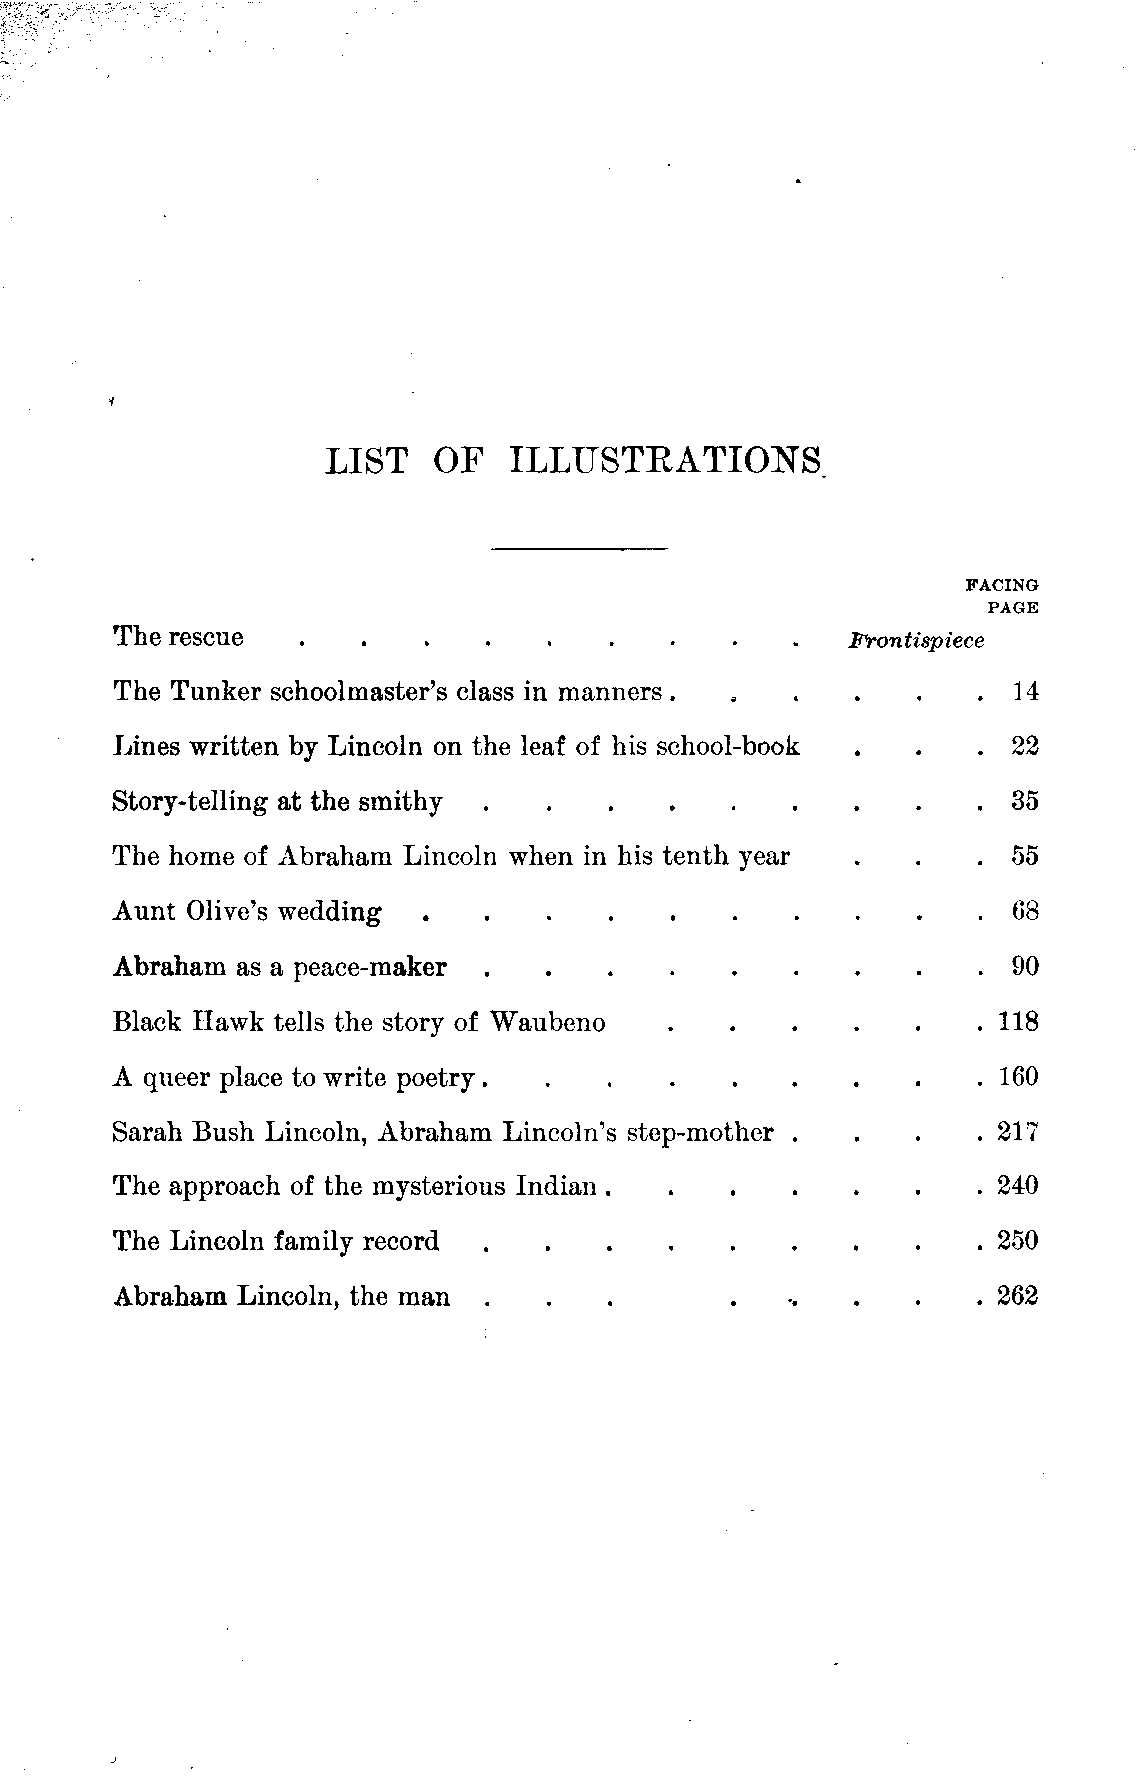 LIST OF ILLUSTRATIONS.
FACING
PAGE
The rescue . . . . . . . . . Frontispiece
The Tunker schoolmaster's class in manners . . . . . . 14
Lines written by Lincoln on the leaf of his school-book . . . 22
Story-telling at the smithy . . . . . . . . . 35
The home of Abraham Lincoln when in his tenth year . . . 55
Aunt Olive's wedding . . . . . . . . . . 68
Abraham as a peace-maker . . . . . . . . . 90
Black Hawk tells the story of Waubeno . . . . . . 118
A queer place to write poetry . . . . . . . . . 160
Sarah Bush Lincoln, Abraham Lincoln's step-mother . . . . 217
The approach of the mysterious Indian . . . . . . . 240
The Lincoln family record . . . . . . . . . 250
Abraham Lincoln, the man . . . . . . . . 262